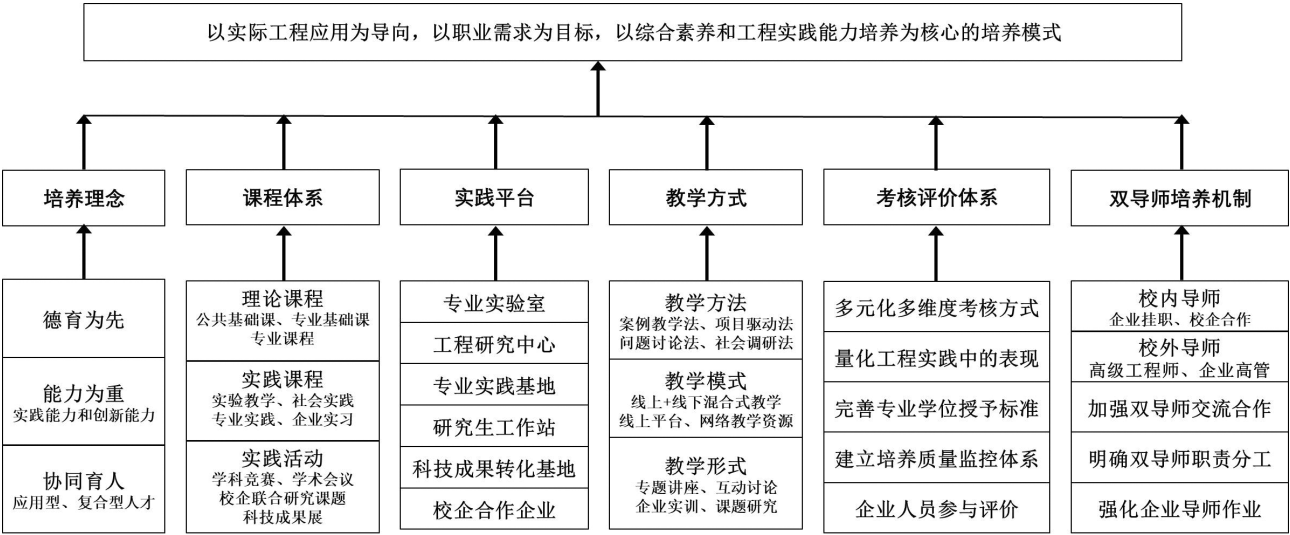 以实际工程应用为导向，以职业需求为目标，以综合素养和工程实践能力培养为核心的培养模式
培养理念
课程体系
实践平台
教学方式
考核评价体系
双导师培养机制
德育为先
能力为重
实践能力和创新能力
协同育人
应用型、复合型人才
理论课程
公共基础课、专业基础课
专业课程
实践课程
实验教学、社会实践
专业实践、企业实习
实践活动
学科竞赛、学术会议
校企联合研究课题
科技成果展
专业实验室
工程研究中心
专业实践基地
研究生工作站
科技成果转化基地
校企合作企业
教学方法
案例教学法、项目驱动法
问题讨论法、社会调研法
教学模式
线上+线下混合式教学
线上平台、网络教学资源
教学形式
专题讲座、互动讨论
企业实训、课题研究
多元化多维度考核方式
量化工程实践中的表现
完善专业学位授予标准
建立培养质量监控体系
企业人员参与评价
校内导师
企业挂职、校企合作
校外导师
高级工程师、企业高管
加强双导师交流合作
明确双导师职责分工
强化企业导师作业